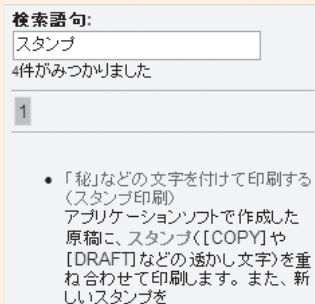 検索語句:
スタンプ
4件がみつかりました
1
● 「秘」などの文字を付けて印刷する
(スタンプ印刷)
アプリケーションソフトで作成した
原稿に、スタンプ([COPY]や
[DRAFT]などの透かし文字)を重
ね合わせて印刷します。また、新
しいスタンプを